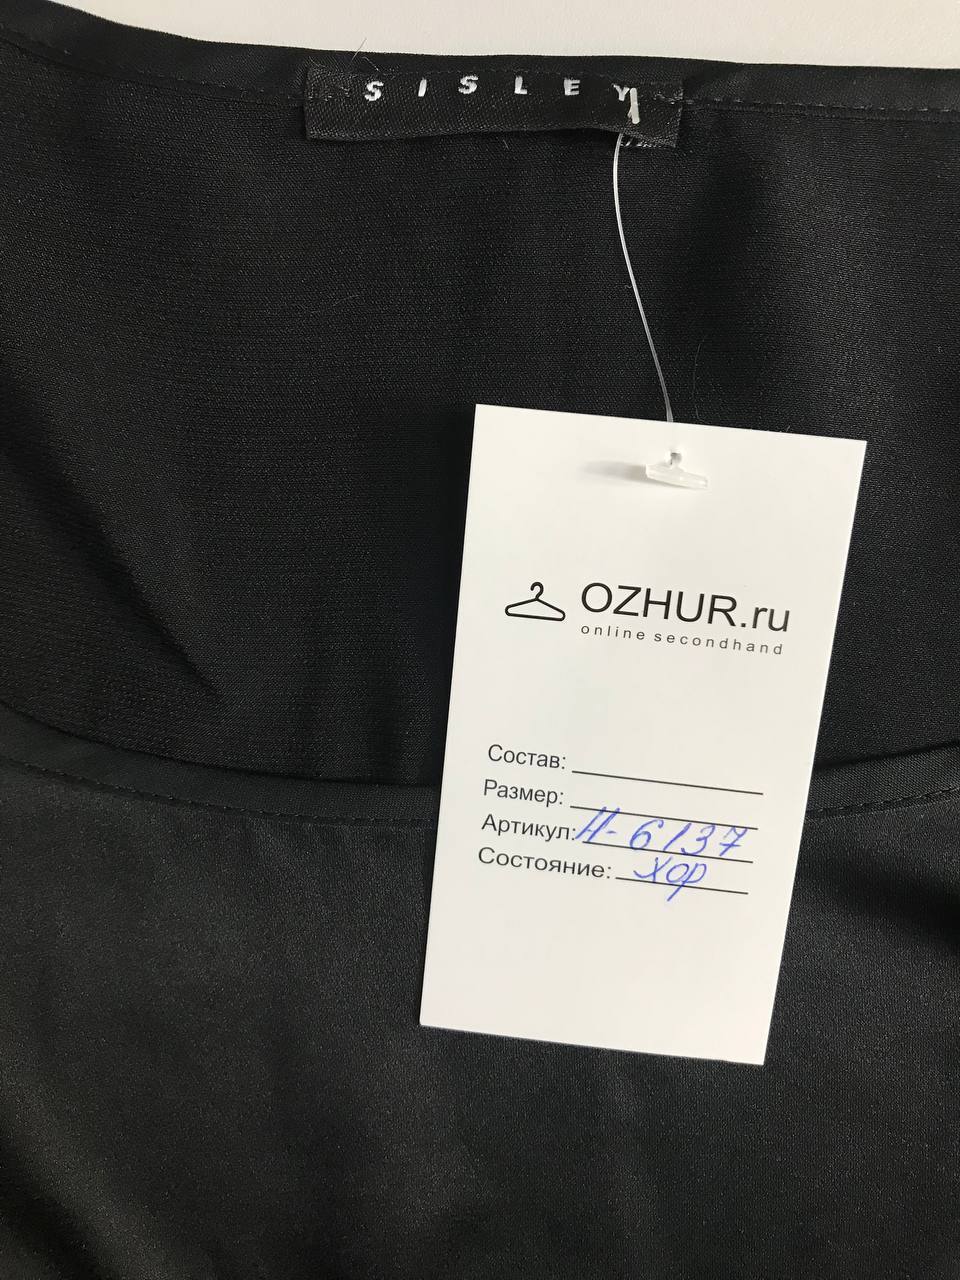 SISLEY
OZHUR.ru
online secondhand
Состав:
Размер:
Артикул: Н-6137
Состояние: хор